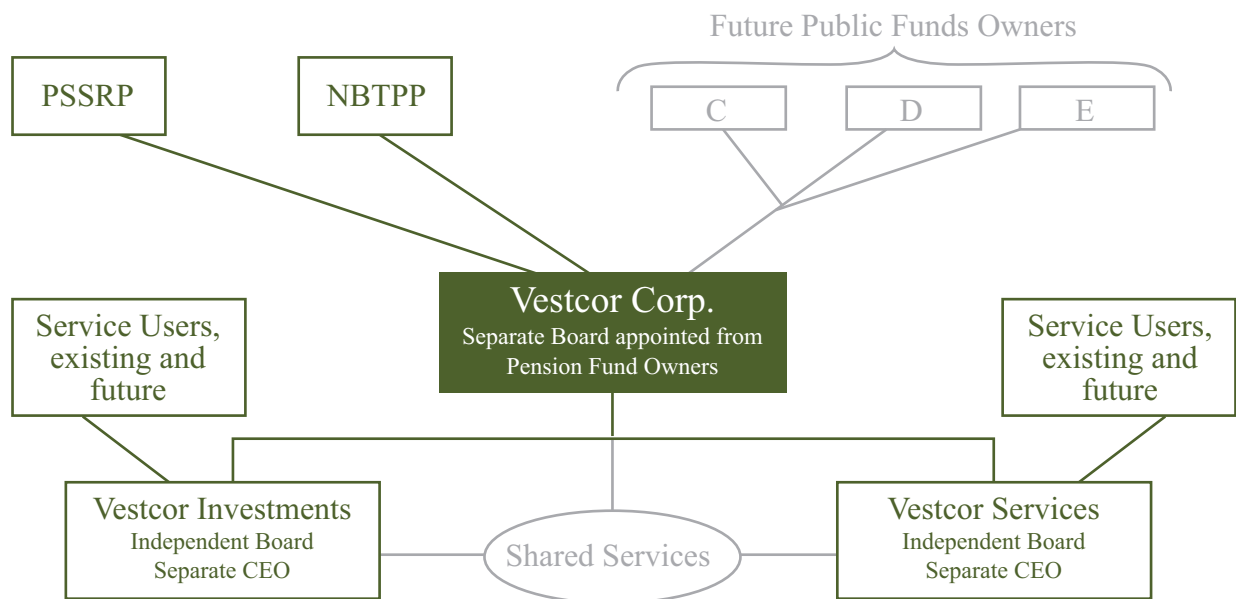 Future Public Funds Owners
PSSRP
NBTPP
C
D
E
Vestcor Corp.
Separate Board appointed from
Pension Fund Owners
Service Users,
existing and
future
Service Users,
existing and
future
Vestcor Investments
Independent Board
Separate CEO
Shared Services
Vestcor Services
Independent Board
Separate CEO